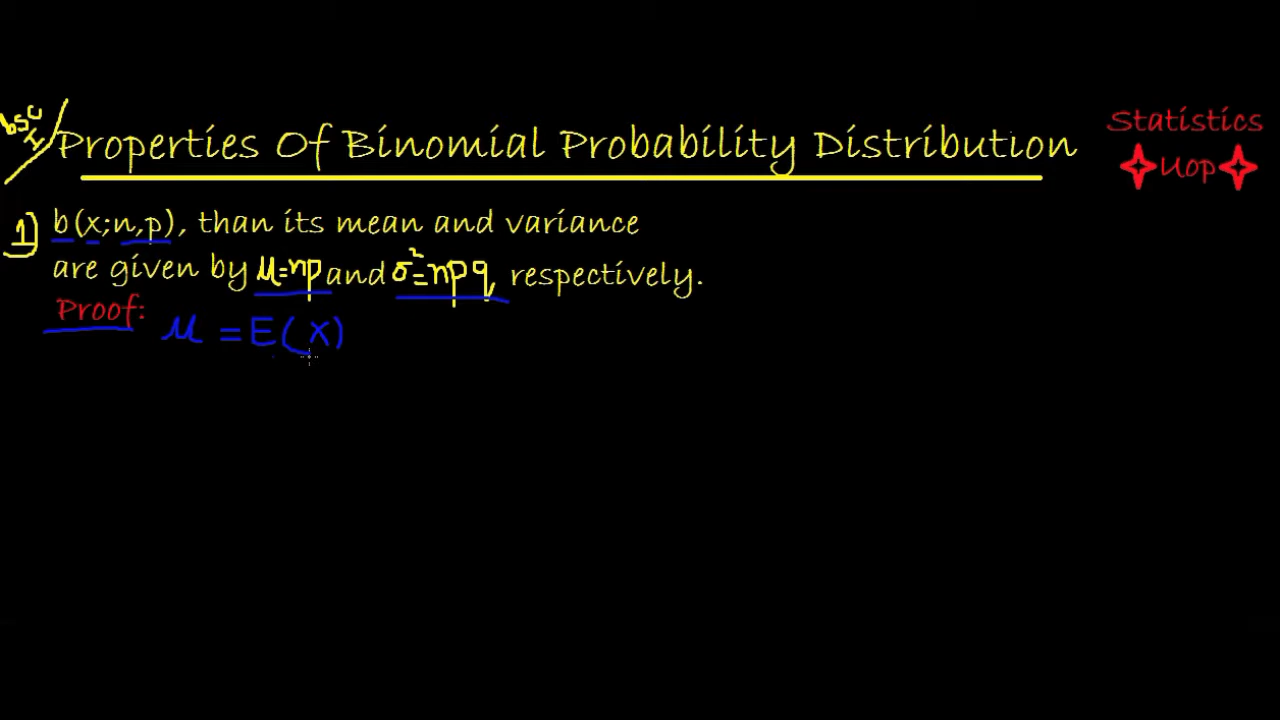 bsc
I
Properties Of Binomial Probability Distribution
Statistics
Uop
1) b(x;n,p), than its mean and variance
are given by μ=np and σ²=npq, respectively.
Proof: μ = E(X)